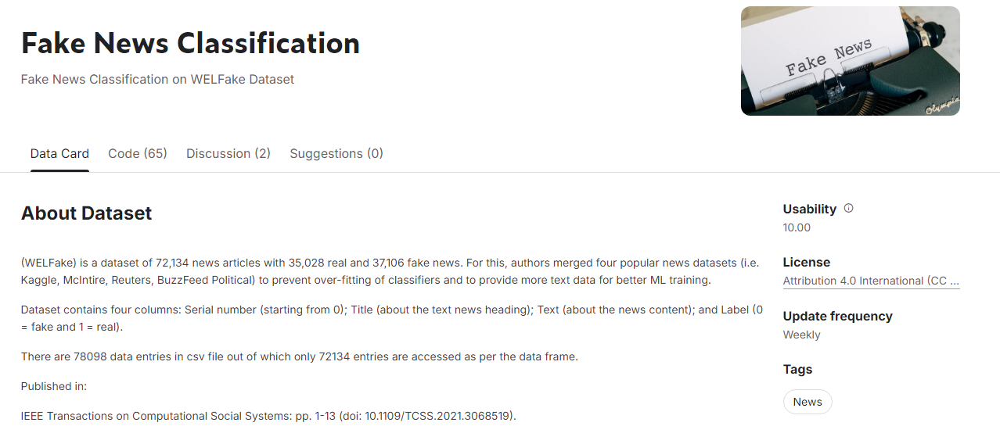 Fake News Classification
Fake News Classification on WELFake Dataset
Fake News
Olympia
Data Card
Code (65)
Discussion (2)
Suggestions (0)
About Dataset
(WELFake) is a dataset of 72,134 news articles with 35,028 real and 37,106 fake news. For this, authors merged four popular news datasets (i.e.
Kaggle, McIntire, Reuters, BuzzFeed Political) to prevent over-fitting of classifiers and to provide more text data for better ML training.
Dataset contains four columns: Serial number (starting from 0); Title (about the text news heading); Text (about the news content); and Label (0
= fake and 1 = real).
There are 78098 data entries in csv file out of which only 72134 entries are accessed as per the data frame.
Published in:
IEEE Transactions on Computational Social Systems: pp. 1-13 (doi: 10.1109/TCSS.2021.3068519).
Usability
10.00
License
Attribution 4.0 International (CC ...
Update frequency
Weekly
Tags
News